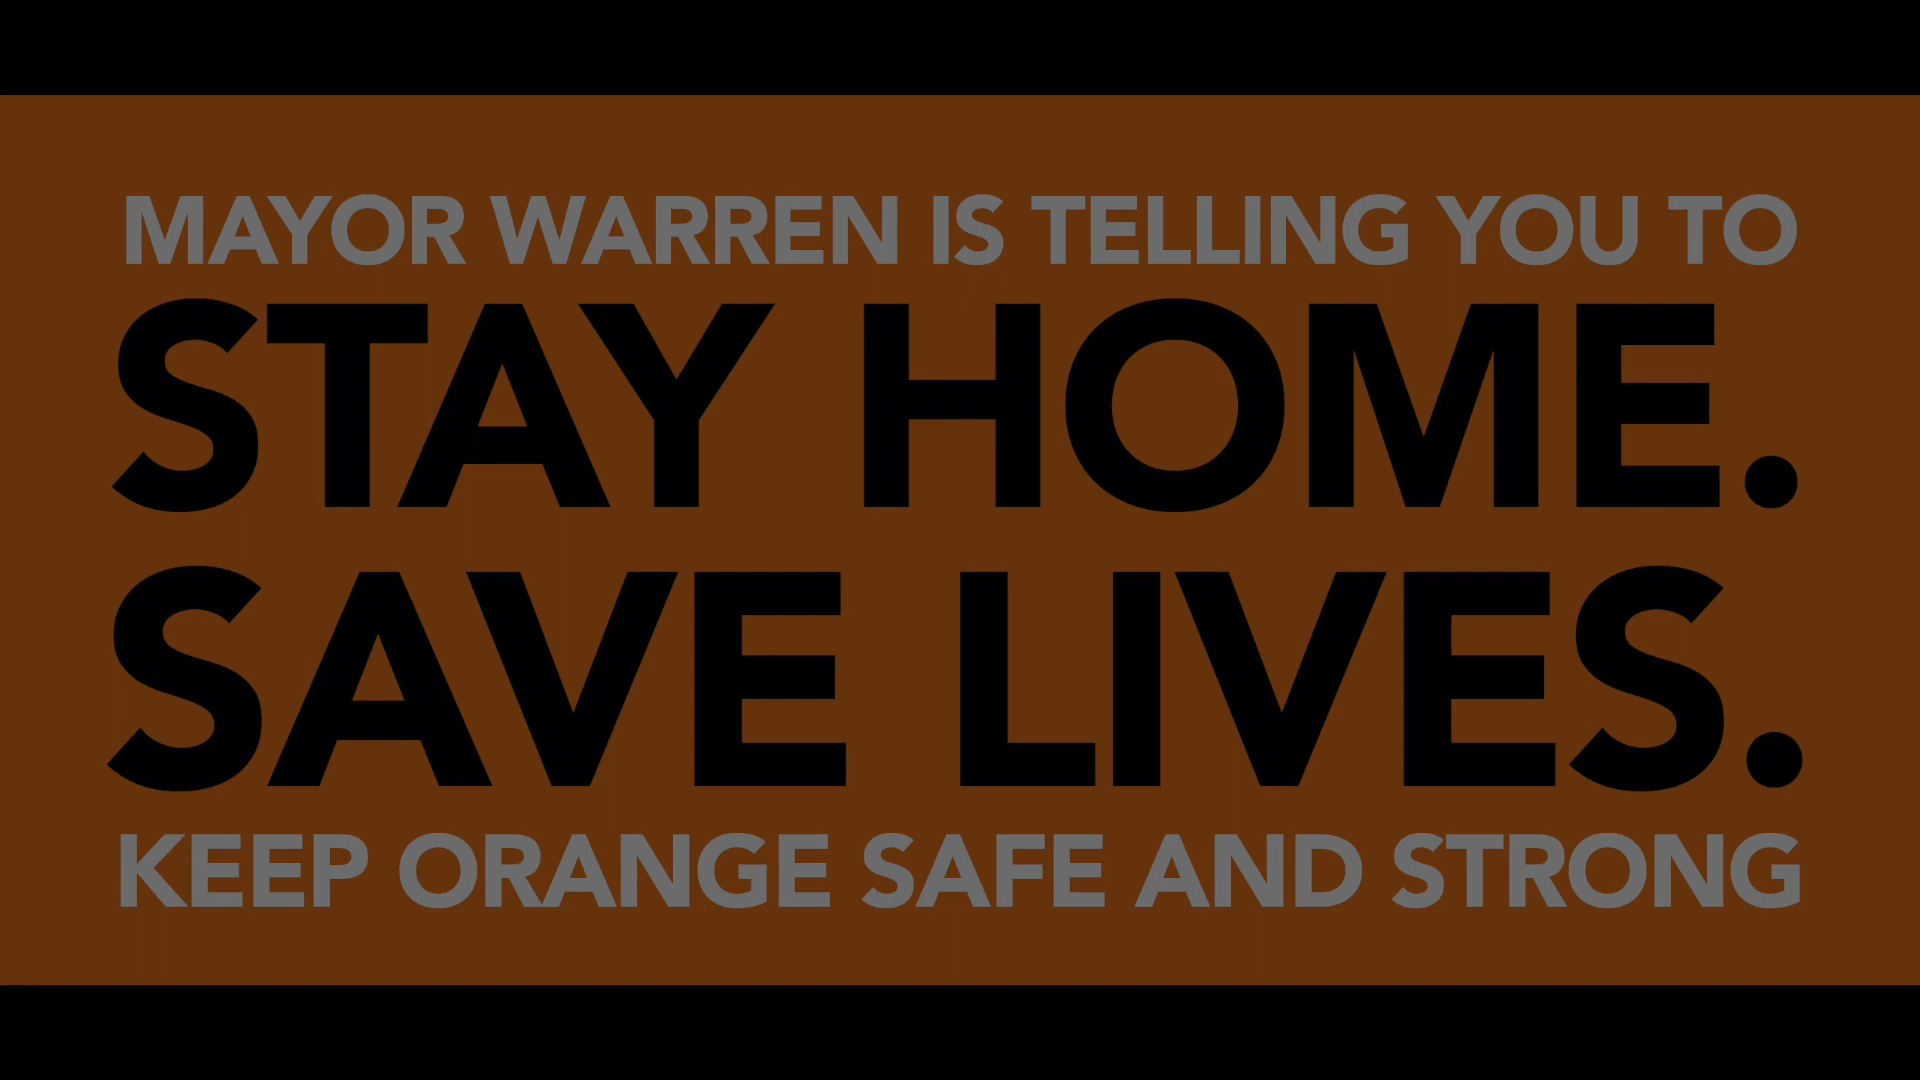 MAYOR WARREN IS TELLING YOU TO
STAY HOME.
SAVE LIVES.
KEEP ORANGE SAFE AND STRONG